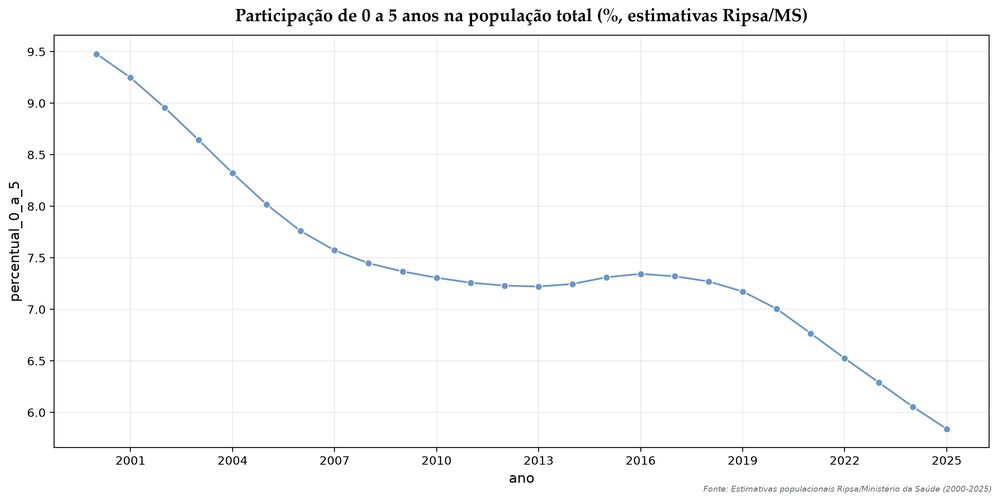 Participação de 0 a 5 anos na população total (%, estimativas Ripsa/MS)
9.5
9.0
8.5
8.0
7.5
7.0
6.5
6.0
percentual_0_a_5
2001 2004 2007 2010 2013 2016 2019 2022 2025
ano
Fonte: Estimativas populacionais Ripsa/Ministério da Saúde (2000-2025)